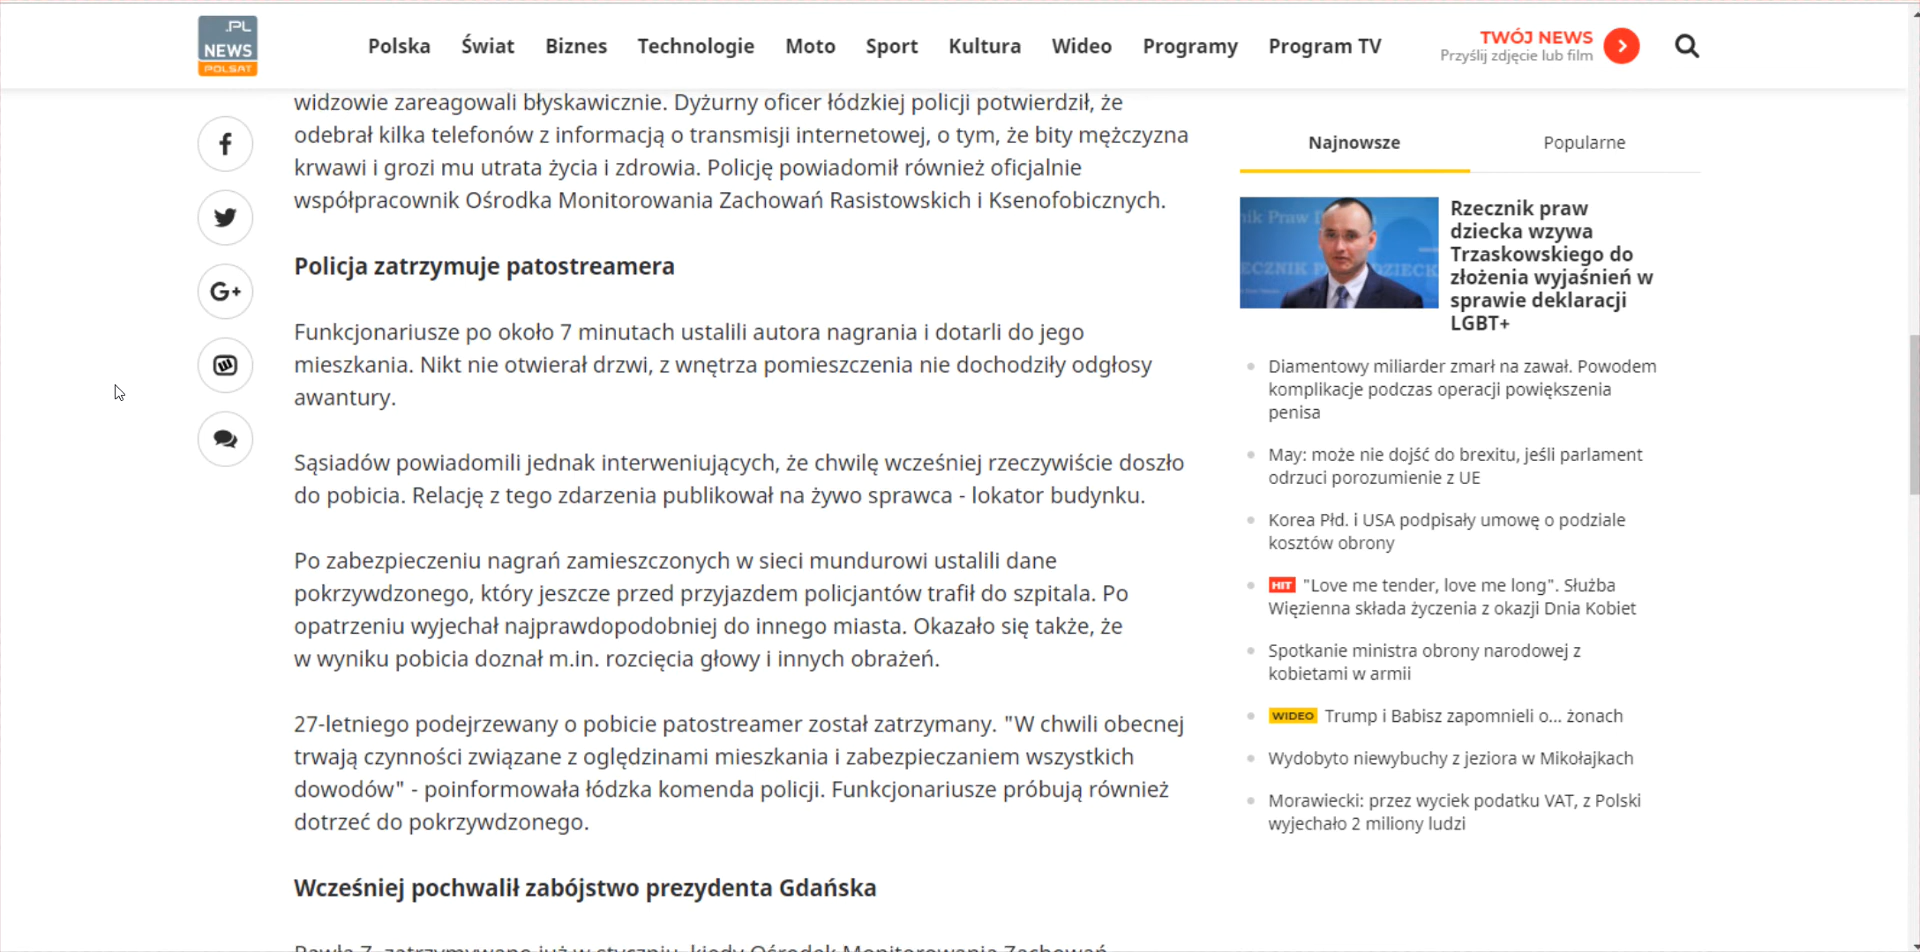 .PL
NEWS
POLSAT
Polska
Świat
Biznes
Technologie
Moto
Sport
Kultura
Wideo
Programy
Program TV
TWÓJ NEWS
Przyślij zdjęcie lub film
widzowie zareagowali błyskawicznie. Dyżurny oficer łódzkiej policji potwierdził, że
odebrał kilka telefonów z informacją o transmisji internetowej, o tym, że bity mężczyzna
krwawi i grozi mu utrata życia i zdrowia. Policję powiadomił również oficjalnie
współpracownik Ośrodka Monitorowania Zachowań Rasistowskich i Ksenofobicznych.
Policja zatrzymuje patostreamera
Funkcjonariusze po około 7 minutach ustalili autora nagrania i dotarli do jego
mieszkania. Nikt nie otwierał drzwi, z wnętrza pomieszczenia nie dochodziły odgłosy
awantury.
Sąsiadów powiadomili jednak interweniujących, że chwilę wcześniej rzeczywiście doszło
do pobicia. Relację z tego zdarzenia publikował na żywo sprawca - lokator budynku.
Po zabezpieczeniu nagrań zamieszczonych w sieci mundurowi ustalili dane
pokrzywdzonego, który jeszcze przed przyjazdem policjantów trafił do szpitala. Po
opatrzeniu wyjechał najprawdopodobniej do innego miasta. Okazało się także, że
w wyniku pobicia doznał m.in. rozcięcia głowy i innych obrażeń.
27-letniego podejrzewany o pobicie patostreamer został zatrzymany. "W chwili obecnej
trwają czynności związane z oględzinami mieszkania i zabezpieczaniem wszystkich
dowodów" - poinformowała łódzka komenda policji. Funkcjonariusze próbują również
dotrzeć do pokrzywdzonego.
Wcześniej pochwalił zabójstwo prezydenta Gdańska
Pawła Z. zatrzymywano już w styczniu, kiedy Ośrodek Monitorowania Zachowań
Najnowsze
Popularne
Rzecznik praw
dziecka wzywa
Trzaskowskiego do
złożenia wyjaśnień w
sprawie deklaracji
LGBT+
Diamentowy miliarder zmarł na zawał. Powodem
komplikacje podczas operacji powiększenia
penisa
May: może nie dojść do brexitu, jeśli parlament
odrzuci porozumienie z UE
Korea Płd. i USA podpisały umowę o podziale
kosztów obrony
HIT "Love me tender, love me long". Służba
Więzienna składa życzenia z okazji Dnia Kobiet
Spotkanie ministra obrony narodowej z
kobietami w armii
WIDEO Trump i Babisz zapomnieli o... żonach
Wydobyto niewybuchy z jeziora w Mikołajkach
Morawiecki: przez wyciek podatku VAT, z Polski
wyjechało 2 miliony ludzi